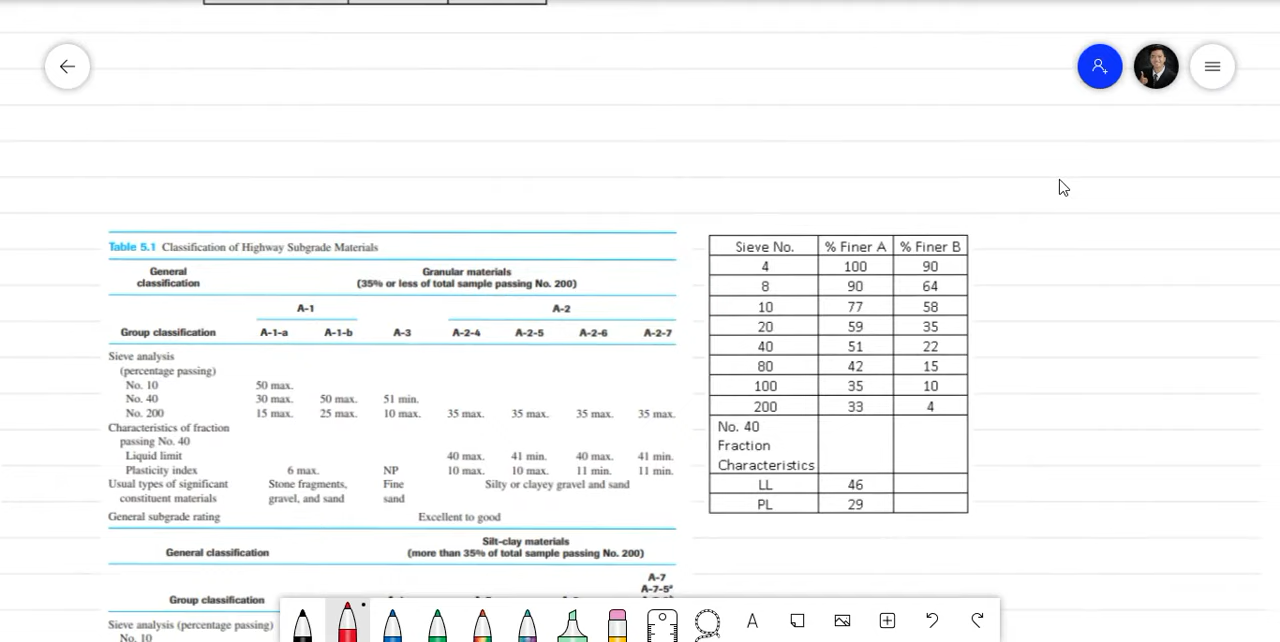 Table 5.1 Classification of Highway Subgrade Materials
General classification
Granular materials
(35% or less of total sample passing No. 200)
A-1 A-2
Group classification A-1-a A-1-b A-3 A-2-4 A-2-5 A-2-6 A-2-7
Sieve analysis
(percentage passing)
No. 10 50 max.
No. 40 30 max. 50 max. 51 min.
No. 200 15 max. 25 max. 10 max. 35 max. 35 max. 35 max. 35 max.
Characteristics of fraction
passing No. 40
Liquid limit 40 max. 41 min. 40 max. 41 min.
Plasticity index 6 max. NP 10 max. 10 max. 11 min. 11 min.
Usual types of significant Stone fragments, Fine Silty or clayey gravel and sand
constituent materials gravel, and sand sand
General subgrade rating Excellent to good
General classification
Silt-clay materials
(more than 35% of total sample passing No. 200)
A-7
A-7-5ª
Group classification
Sieve analysis (percentage passing)
No. 10
Sieve No. % Finer A % Finer B
4 100 90
8 90 64
10 77 58
20 59 35
40 51 22
80 42 15
100 35 10
200 33 4
No. 40
Fraction
Characteristics
LL 46
PL 29
A